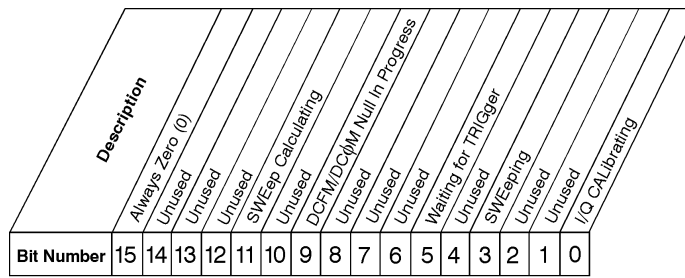 Description
Always Zero (0)
Unused
Unused
Unused
SWEep Calculating
Unused
DCFM/DCϕM Null In Progress
Unused
Unused
Unused
Waiting for TRIGger
Unused
SWEeping
Unused
Unused
I/Q CALibrating
Bit Number 15 14 13 12 11 10 9 8 7 6 5 4 3 2 1 0